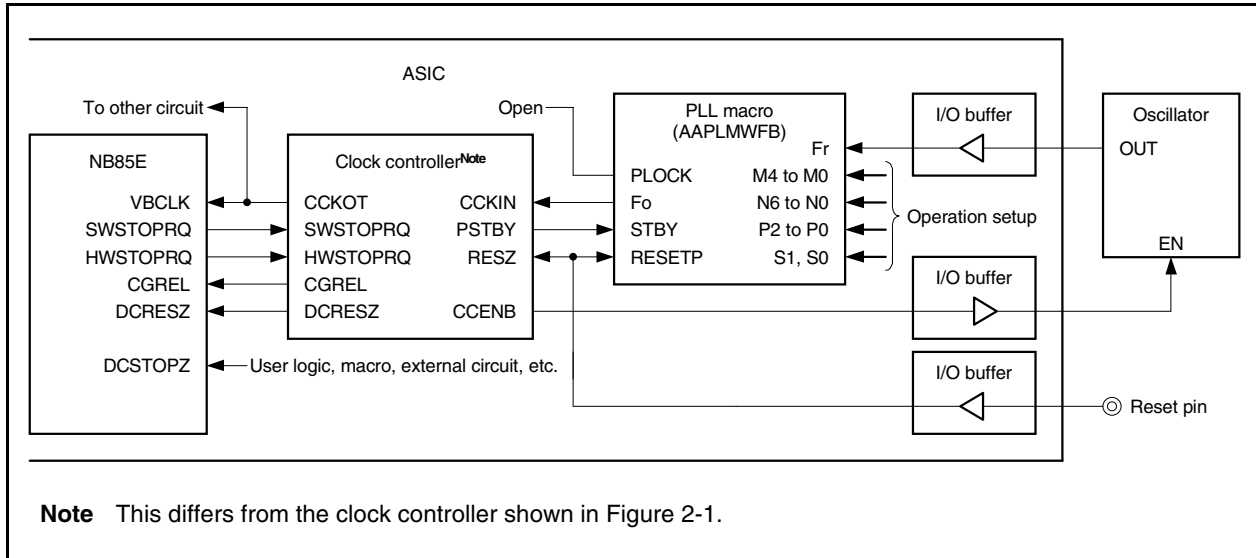 ASIC
To other circuit
Open
NB85E
VBCLK
SWSTOPRQ
HWSTOPRQ
CGREL
DCRESZ
DCSTOPZ
User logic, macro, external circuit, etc.
Clock controllerNote
CCKOT
SWSTOPRQ
HWSTOPRQ
CGREL
DCRESZ
CCKIN
PSTBY
RESZ
CCENB
PLL macro
(AAPLMWFB)
Fr
PLOCK
Fo
STBY
RESETP
M4 to M0
N6 to N0
P2 to P0
S1, S0
Operation setup
I/O buffer
I/O buffer
I/O buffer
Oscillator
OUT
EN
Reset pin
Note This differs from the clock controller shown in Figure 2-1.